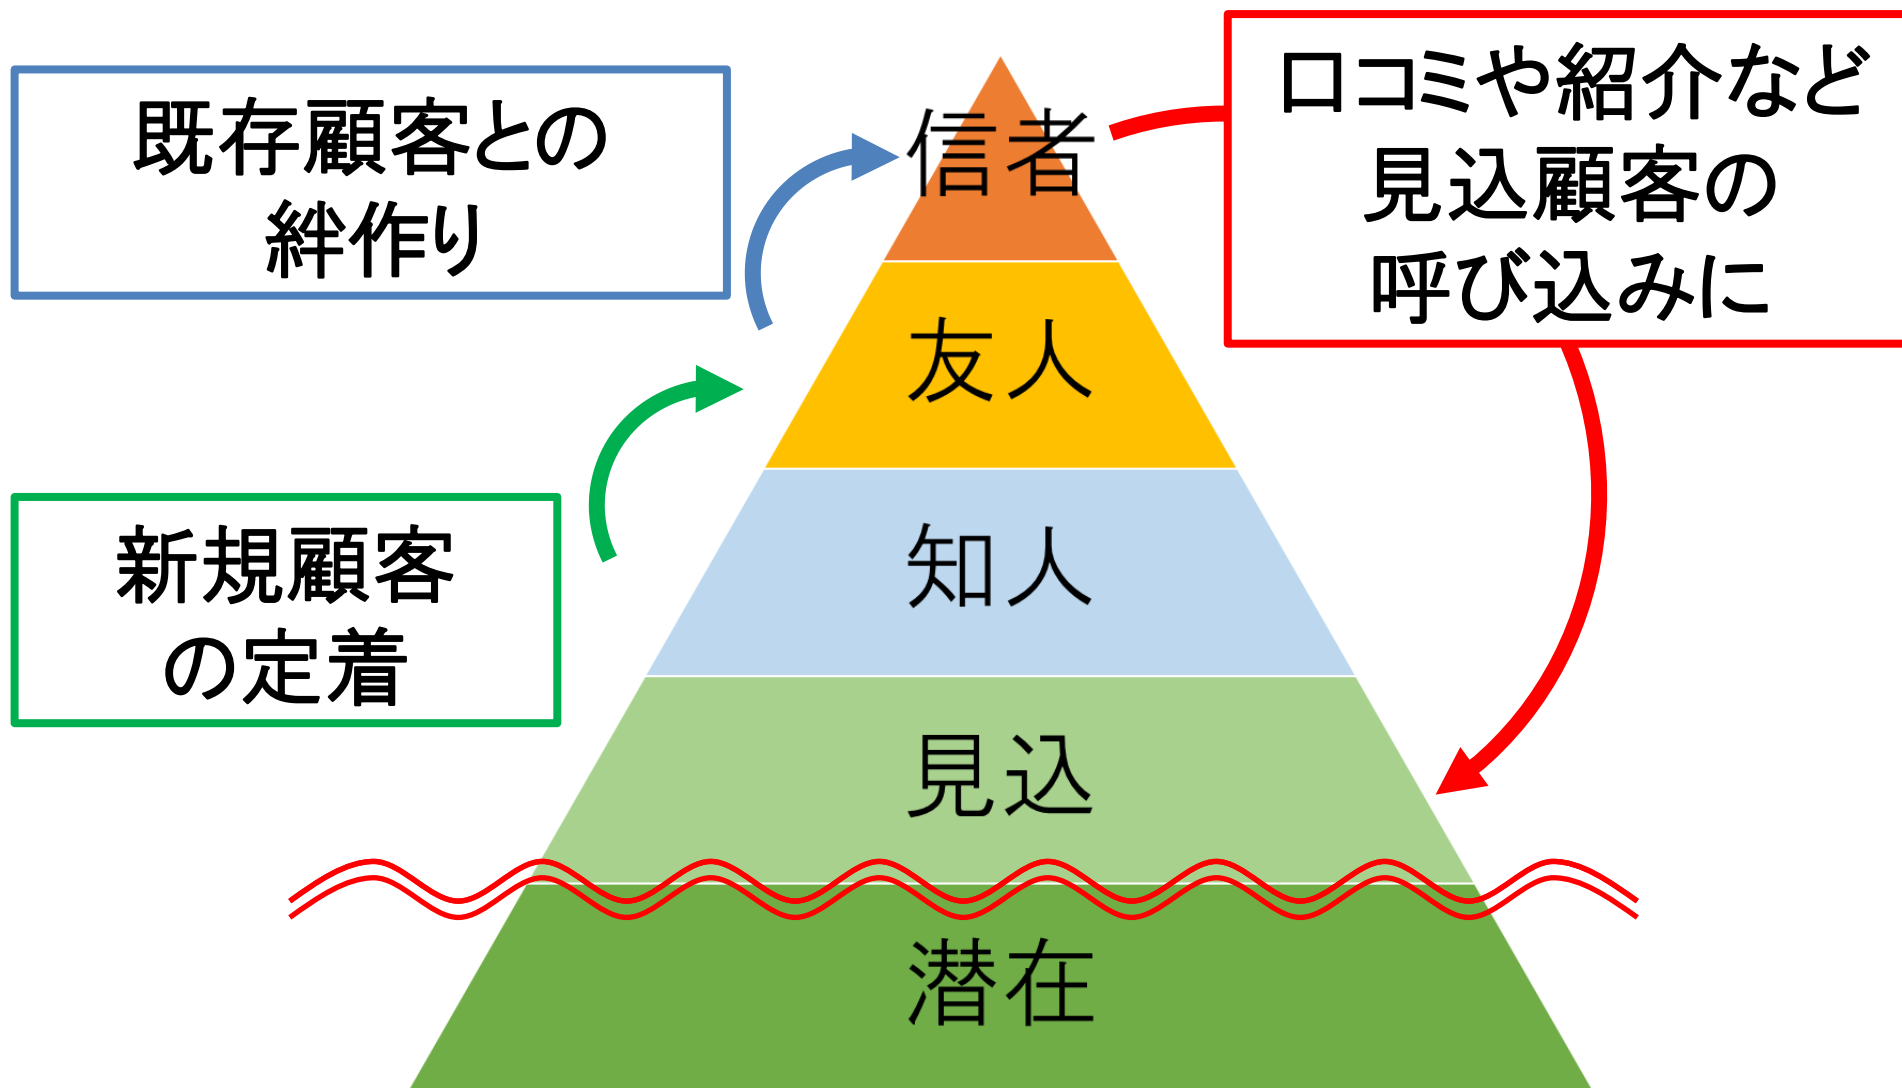 既存顧客との
絆作り
口コミや紹介など
見込顧客の
呼び込みに
信者
友人
新規顧客
の定着
知人
見込
潜在